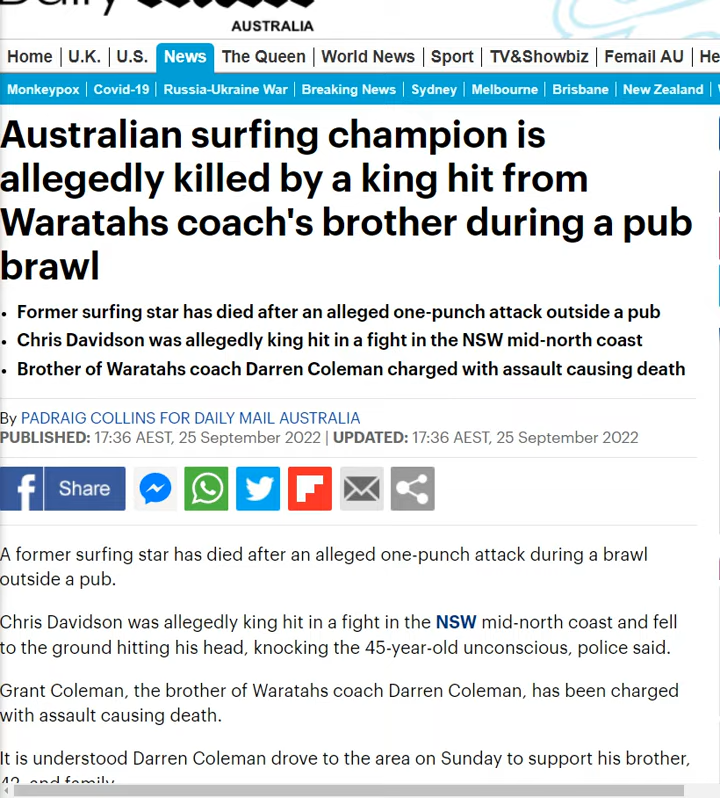 AUSTRALIA
Home U.K. U.S. News The Queen World News Sport TV&Showbiz Femail AU
Monkeypox Covid-19 Russia-Ukraine War Breaking News Sydney Melbourne Brisbane New Zealand
Australian surfing champion is
allegedly killed by a king hit from
Waratahs coach's brother during a pub
brawl
• Former surfing star has died after an alleged one-punch attack outside a pub
• Chris Davidson was allegedly king hit in a fight in the NSW mid-north coast
• Brother of Waratahs coach Darren Coleman charged with assault causing death
By PADRAIG COLLINS FOR DAILY MAIL AUSTRALIA
PUBLISHED: 17:36 AEST, 25 September 2022 | UPDATED: 17:36 AEST, 25 September 2022
f Share
A former surfing star has died after an alleged one-punch attack during a brawl
outside a pub.
Chris Davidson was allegedly king hit in a fight in the NSW mid-north coast and fell
to the ground hitting his head, knocking the 45-year-old unconscious, police said.
Grant Coleman, the brother of Waratahs coach Darren Coleman, has been charged
with assault causing death.
It is understood Darren Coleman drove to the area on Sunday to support his brother,
42, and family